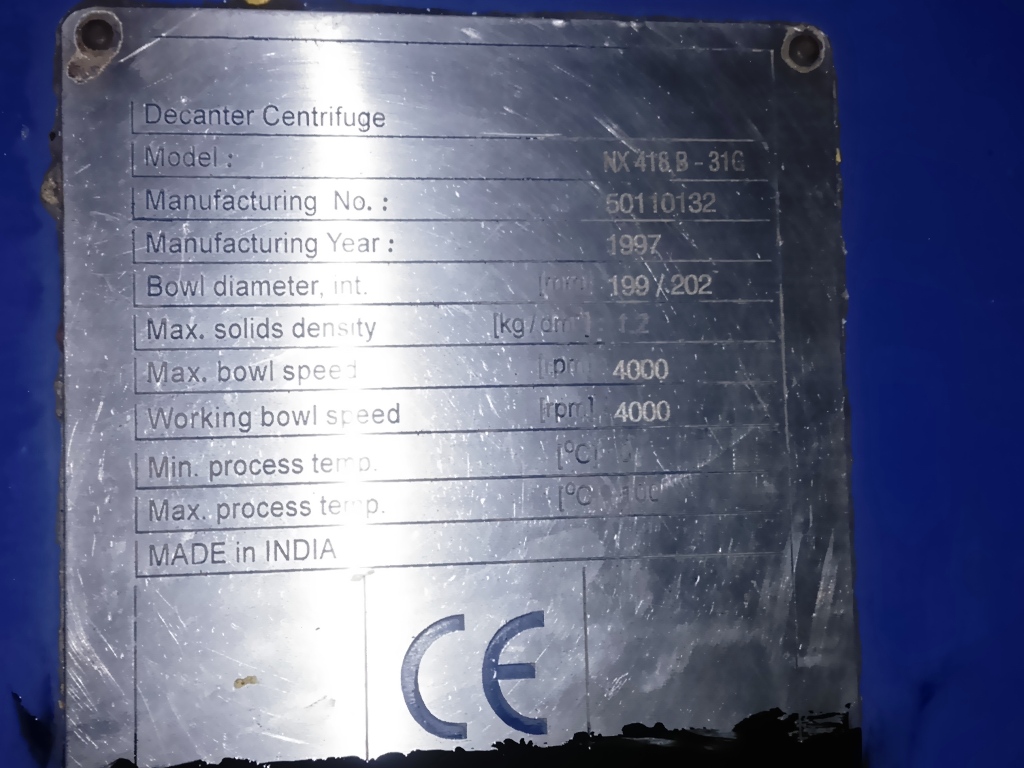 Decanter Centrifuge
Model : NX 418 B - 31G
Manufacturing No. : 50110132
Manufacturing Year : 1997
Bowl diameter, int. 199 / 202
Max. solids density [kg/dm³] 1.2
Max. bowl speed [rpm] 4000
Working bowl speed [rpm] 4000
Min. process temp. [°C]
Max. process temp. [°C]
MADE in INDIA
CE